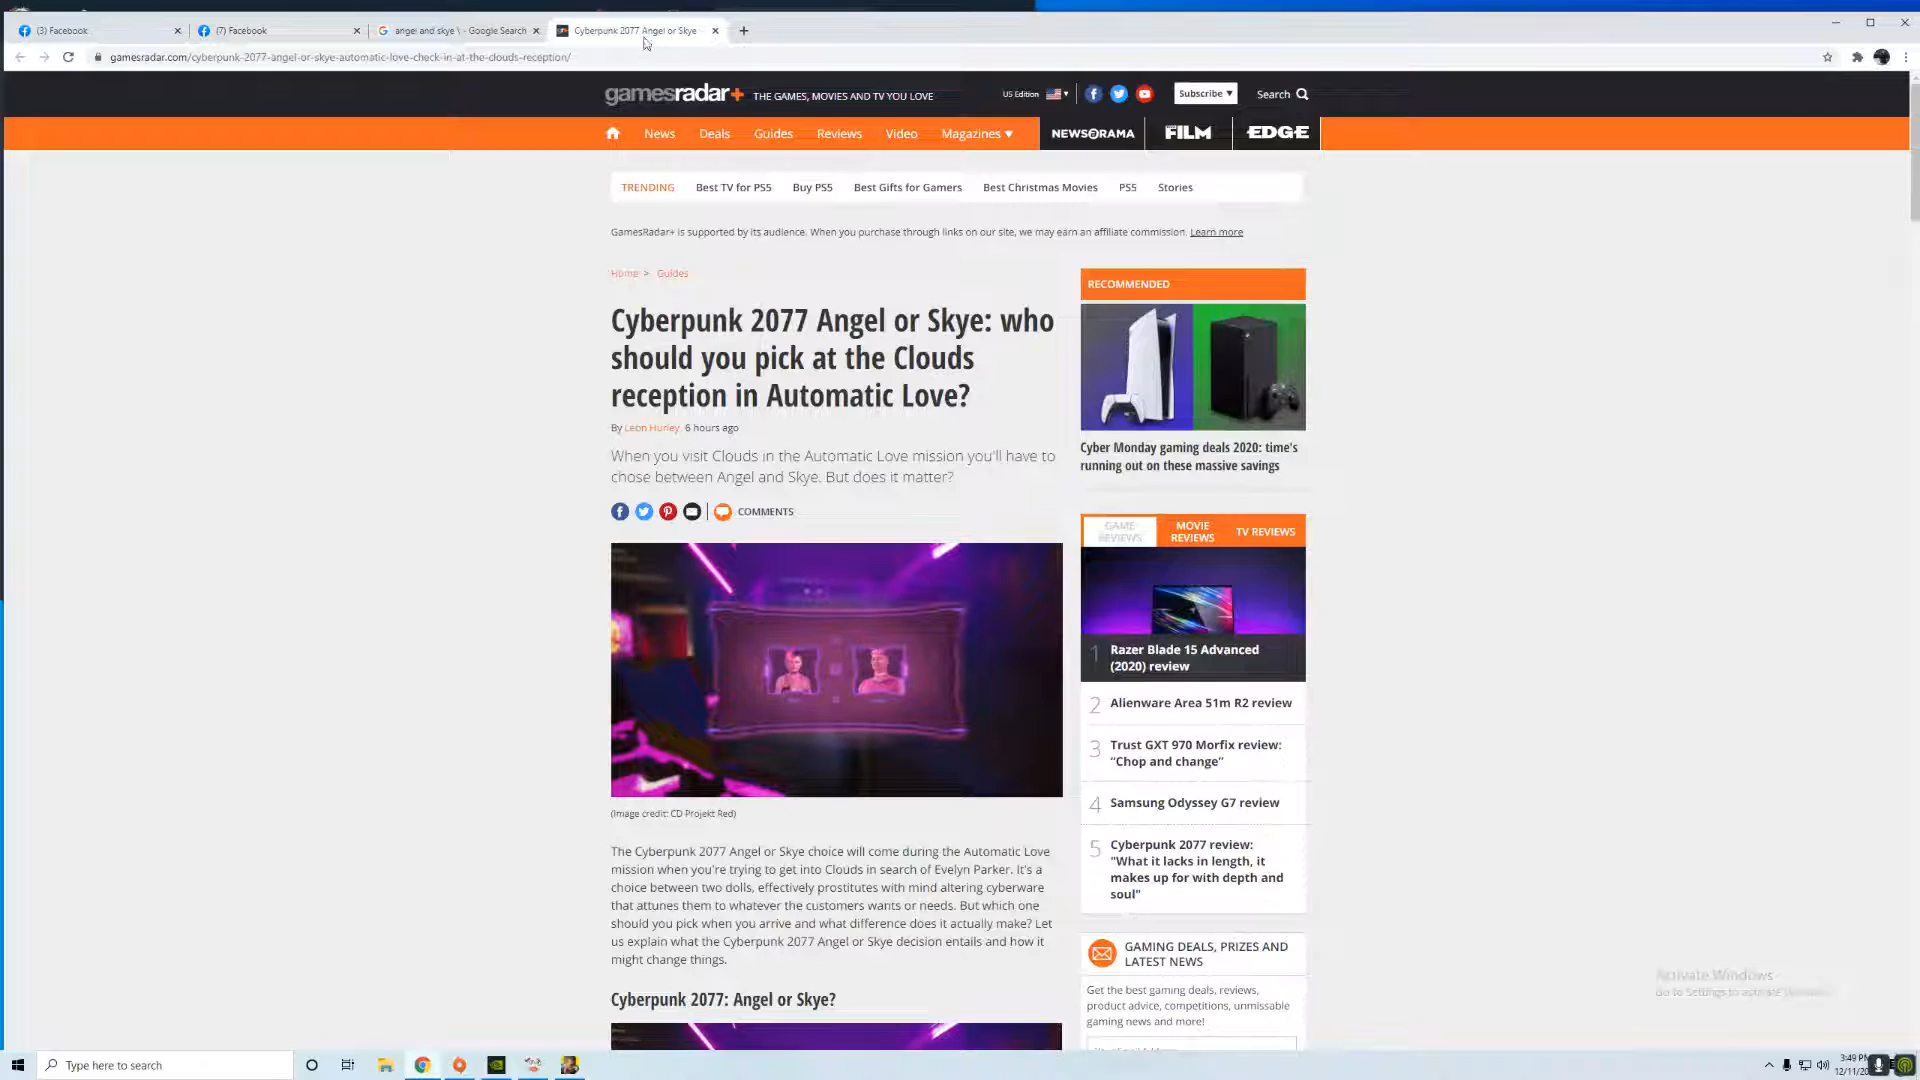 (3) Facebook
(7) Facebook
angel and skye \ - Google Search
Cyberpunk 2077 Angel or Skye
gamesradar.com/cyberpunk-2077-angel-or-skye-automatic-love-check-in-at-the-clouds-reception/
gamesradar+ THE GAMES, MOVIES AND TV YOU LOVE
US Edition
Subscribe ▼
Search
News Deals Guides Reviews Video Magazines ▼
NEWSARAMA
FILM
EDGE
TRENDING Best TV for PS5 Buy PS5 Best Gifts for Gamers Best Christmas Movies PS5 Stories
GamesRadar+ is supported by its audience. When you purchase through links on our site, we may earn an affiliate commission. Learn more
Home > Guides
Cyberpunk 2077 Angel or Skye: who
should you pick at the Clouds
reception in Automatic Love?
By Leon Hurley 6 hours ago
When you visit Clouds in the Automatic Love mission you'll have to
chose between Angel and Skye. But does it matter?
COMMENTS
(Image credit: CD Projekt Red)
The Cyberpunk 2077 Angel or Skye choice will come during the Automatic Love
mission when you're trying to get into Clouds in search of Evelyn Parker. It's a
choice between two dolls, effectively prostitutes with mind altering cyberware
that attunes them to whatever the customers wants or needs. But which one
should you pick when you arrive and what difference does it actually make? Let
us explain what the Cyberpunk 2077 Angel or Skye decision entails and how it
might change things.
Cyberpunk 2077: Angel or Skye?
RECOMMENDED
Cyber Monday gaming deals 2020: time's
running out on these massive savings
GAME
REVIEWS
MOVIE
REVIEWS
TV REVIEWS
1 Razer Blade 15 Advanced
(2020) review
2 Alienware Area 51m R2 review
3 Trust GXT 970 Morfix review:
“Chop and change”
4 Samsung Odyssey G7 review
5 Cyberpunk 2077 review:
"What it lacks in length, it
makes up for with depth and
soul"
GAMING DEALS, PRIZES AND
LATEST NEWS
Get the best gaming deals, reviews,
product advice, competitions, unmissable
gaming news and more!
Activate Windows
Go to Settings to activate Windows.
Type here to search
3:49 PM
12/11/20